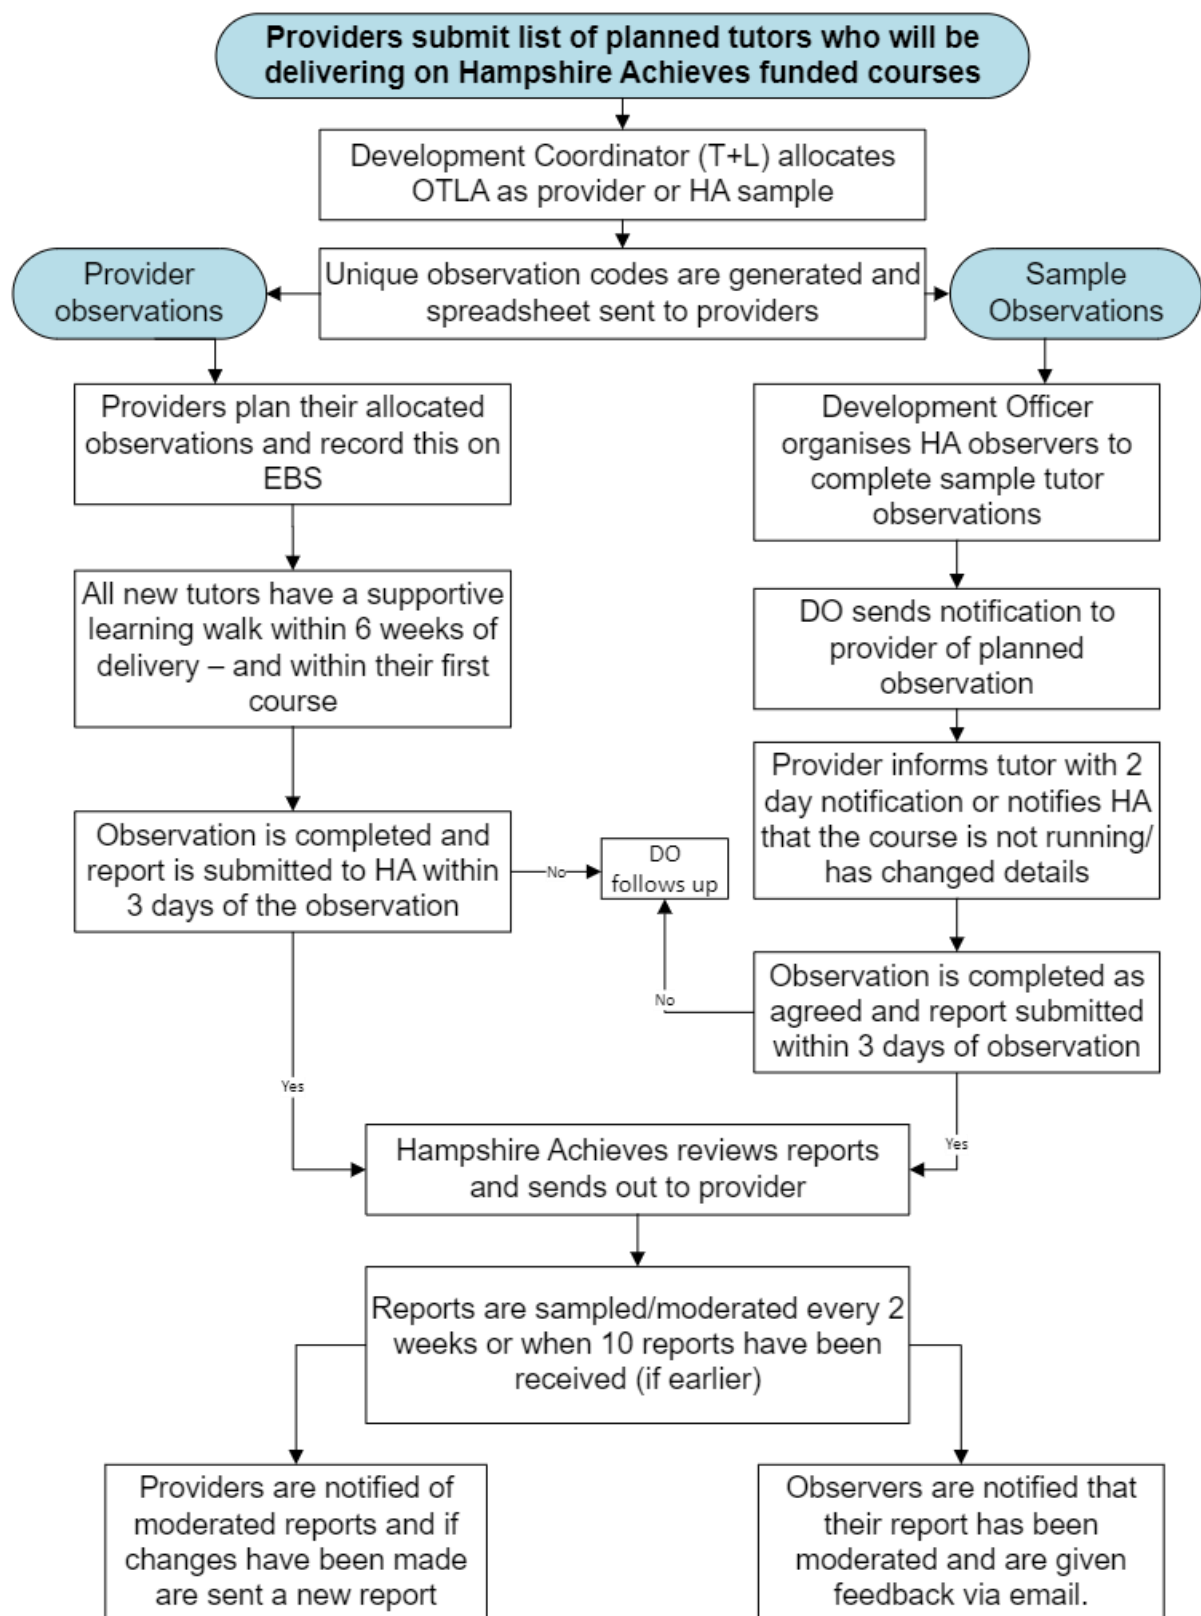 Providers submit list of planned tutors who will be
delivering on Hampshire Achieves funded courses
Development Coordinator (T+L) allocates
OTLA as provider or HA sample
Unique observation codes are generated and
spreadsheet sent to providers
Provider
observations
Sample
Observations
Providers plan their allocated
observations and record this on
EBS
Development Officer
organises HA observers to
complete sample tutor
observations
All new tutors have a supportive
learning walk within 6 weeks of
delivery – and within their first
course
DO sends notification to
provider of planned
observation
Provider informs tutor with 2
day notification or notifies HA
that the course is not running/
has changed details
Observation is completed and
report is submitted to HA within
3 days of the observation
No
DO
follows up
Observation is completed as
agreed and report submitted
within 3 days of observation
No
Yes
Yes
Hampshire Achieves reviews reports
and sends out to provider
Reports are sampled/moderated every 2
weeks or when 10 reports have been
received (if earlier)
Providers are notified of
moderated reports and if
changes have been made
are sent a new report
Observers are notified that
their report has been
moderated and are given
feedback via email.